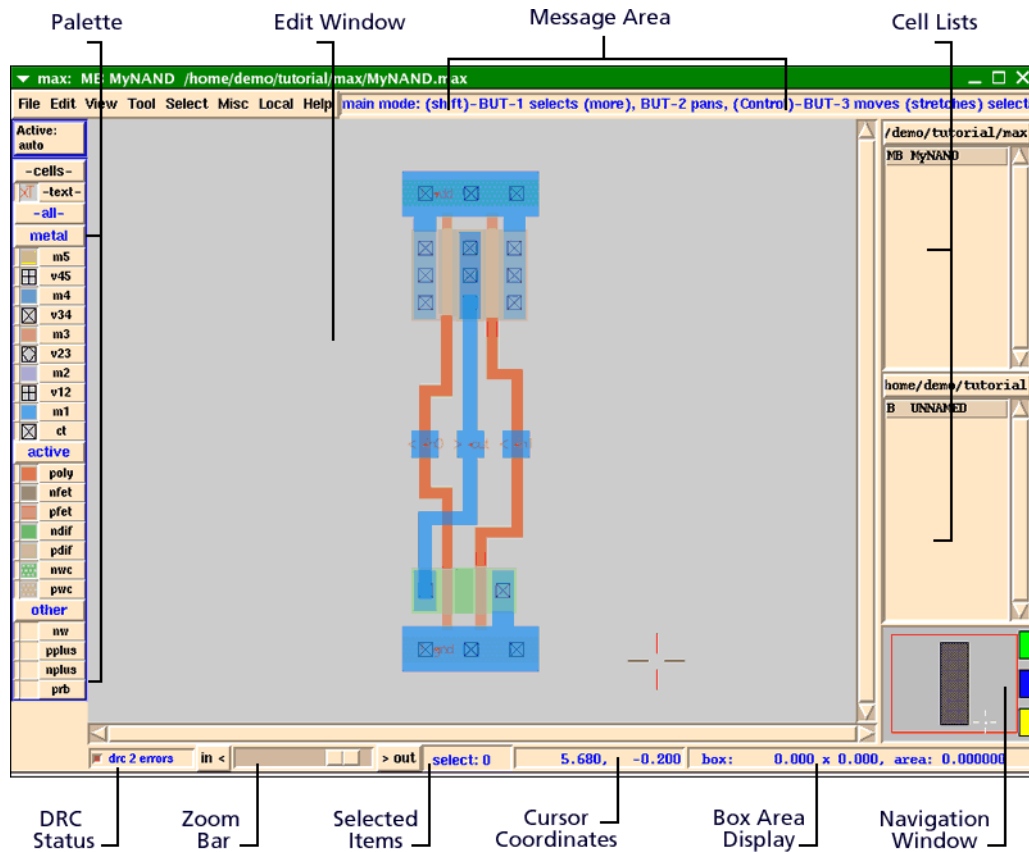 Palette
Edit Window
Message Area
Cell Lists
max: MB MyNAND /home/demo/tutorial/max/MyNAND.max
File Edit View Tool Select Misc Local Help
main mode: (shift)-BUT-1 selects (more), BUT-2 pans, (Control)-BUT-3 moves (stretches) select
Active:
auto
-cells-
-text-
-all-
metal
m5
v45
m4
v34
m3
v23
m2
v12
m1
ct
active
poly
nfet
pfet
ndif
pdif
nwc
pwc
other
nw
pplus
nplus
prb
out
/demo/tutorial/max
MB MyNAND
home/demo/tutorial
B UNNAMED
drc 2 errors
in <
> out
select: 0
5.680, -0.200
box: 0.000 x 0.000, area: 0.000000
DRC
Status
Zoom
Bar
Selected
Items
Cursor
Coordinates
Box Area
Display
Navigation
Window